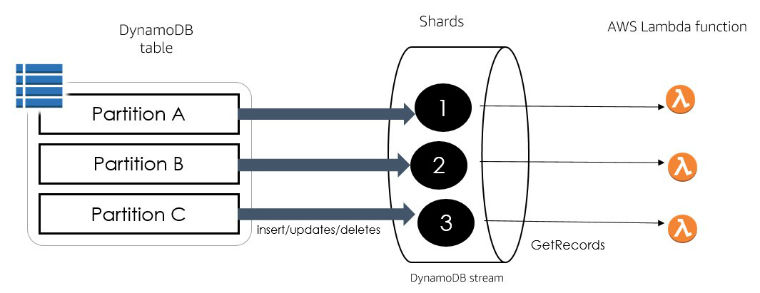 DynamoDB
table
Shards
AWS Lambda function
Partition A
1
λ
Partition B
2
λ
Partition C
3
λ
Insert/updates/deletes
GetRecords
DynamoDB stream